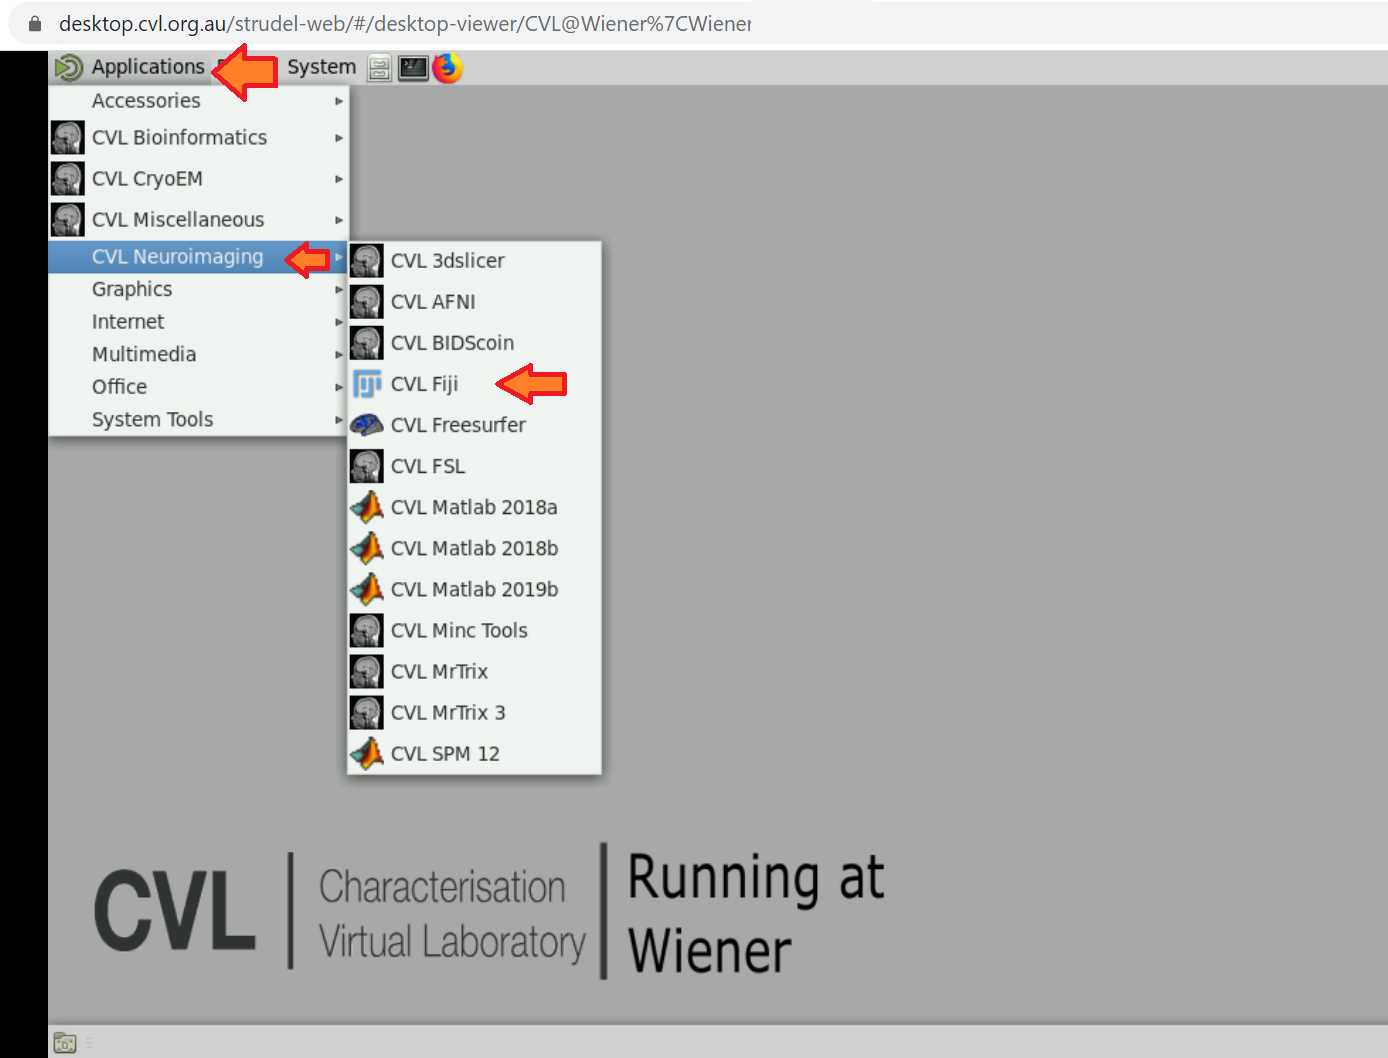 desktop.cvl.org.au/strudel-web/#/desktop-viewer/CVL@Wiener%7CWiener
Applications System
Accessories
CVL Bioinformatics
CVL CryoEM
CVL Miscellaneous
CVL Neuroimaging
Graphics
Internet
Multimedia
Office
System Tools
CVL 3dslicer
CVL AFNI
CVL BIDScoin
CVL Fiji
CVL Freesurfer
CVL FSL
CVL Matlab 2018a
CVL Matlab 2018b
CVL Matlab 2019b
CVL Minc Tools
CVL MrTrix
CVL MrTrix 3
CVL SPM 12
CVL
Characterisation
Virtual Laboratory
Running at
Wiener